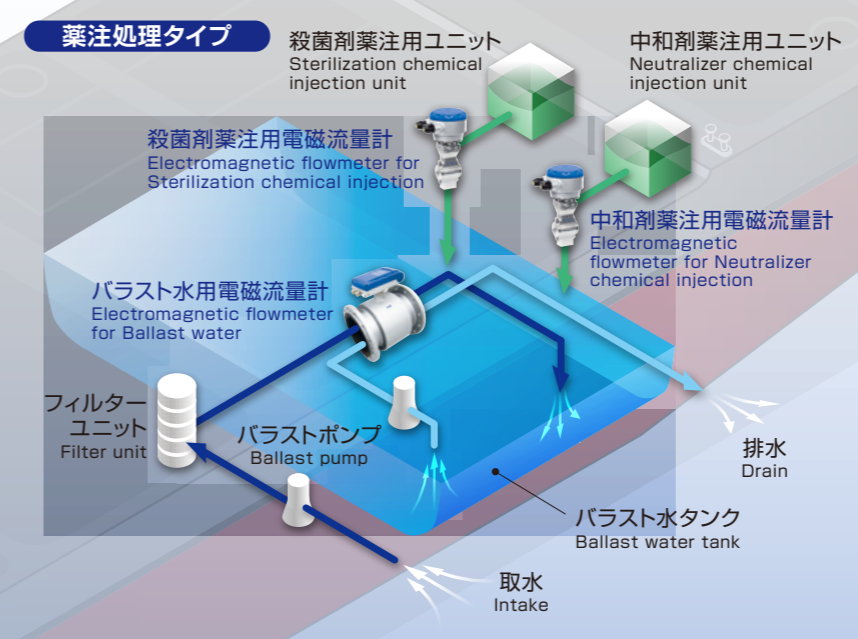 薬注処理タイプ
殺菌剤薬注用ユニット
Sterilization chemical
injection unit
中和剤薬注用ユニット
Neutralizer chemical
injection unit
殺菌剤薬注用電磁流量計
Electromagnetic flowmeter for
Sterilization chemical injection
中和剤薬注用電磁流量計
Electromagnetic
flowmeter for Neutralizer
chemical injection
バラスト水用電磁流量計
Electromagnetic flowmeter
for Ballast water
フィルター
ユニット
Filter unit
バラストポンプ
Ballast pump
排水
Drain
バラスト水タンク
Ballast water tank
取水
Intake